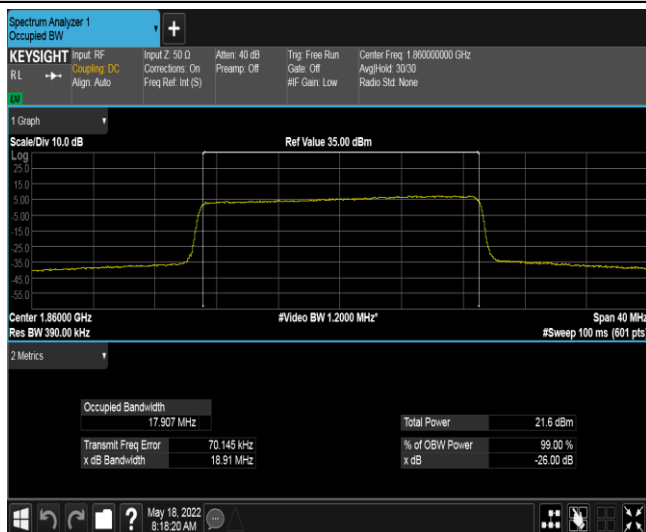 Spectrum Analyzer 1
Occupied BW
+
KEYSIGHT Input: RF Input Z: 50 Ω Atten: 40 dB Trig: Free Run Center Freq: 1.860000000 GHz
RL Coupling: DC Corrections: On Preamp: Off Gate: Off Avg|Hold: 30/30
Align: Auto Freq Ref: Int (S) #IF Gain: Low Radio Std: None
1 Graph
Scale/Div 10.0 dB Ref Value 35.00 dBm
Log
25.0
15.0
5.00
-5.00
-15.0
-25.0
-35.0
-45.0
-55.0
Center 1.86000 GHz #Video BW 1.2000 MHz* Span 40 MHz
Res BW 390.00 kHz #Sweep 100 ms (601 pts)
2 Metrics
Occupied Bandwidth
17.907 MHz Total Power 21.6 dBm
Transmit Freq Error 70.145 kHz % of OBW Power 99.00 %
x dB Bandwidth 18.91 MHz x dB -26.00 dB
? May 18, 2022
8:18:20 AM